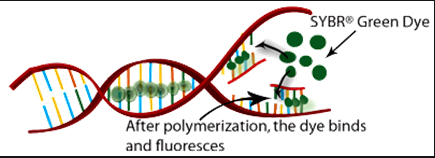 SYBR® Green Dye
After polymerization, the dye binds
and fluoresces